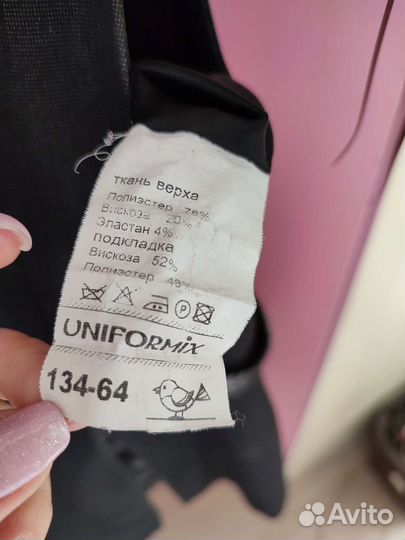 ткань верха
Полиэстер 76%
Вискоза 20%
Эластан 4%
подкладка
Вискоза 52%
Полиэстер 48%
P
UNIFORMIX
134-64
Avito